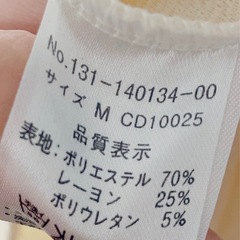 No.131-140134-00
サイズ M CD10025
品質表示
表地: ポリエステル 70%
レーヨン 25%
ポリウレタン 5%